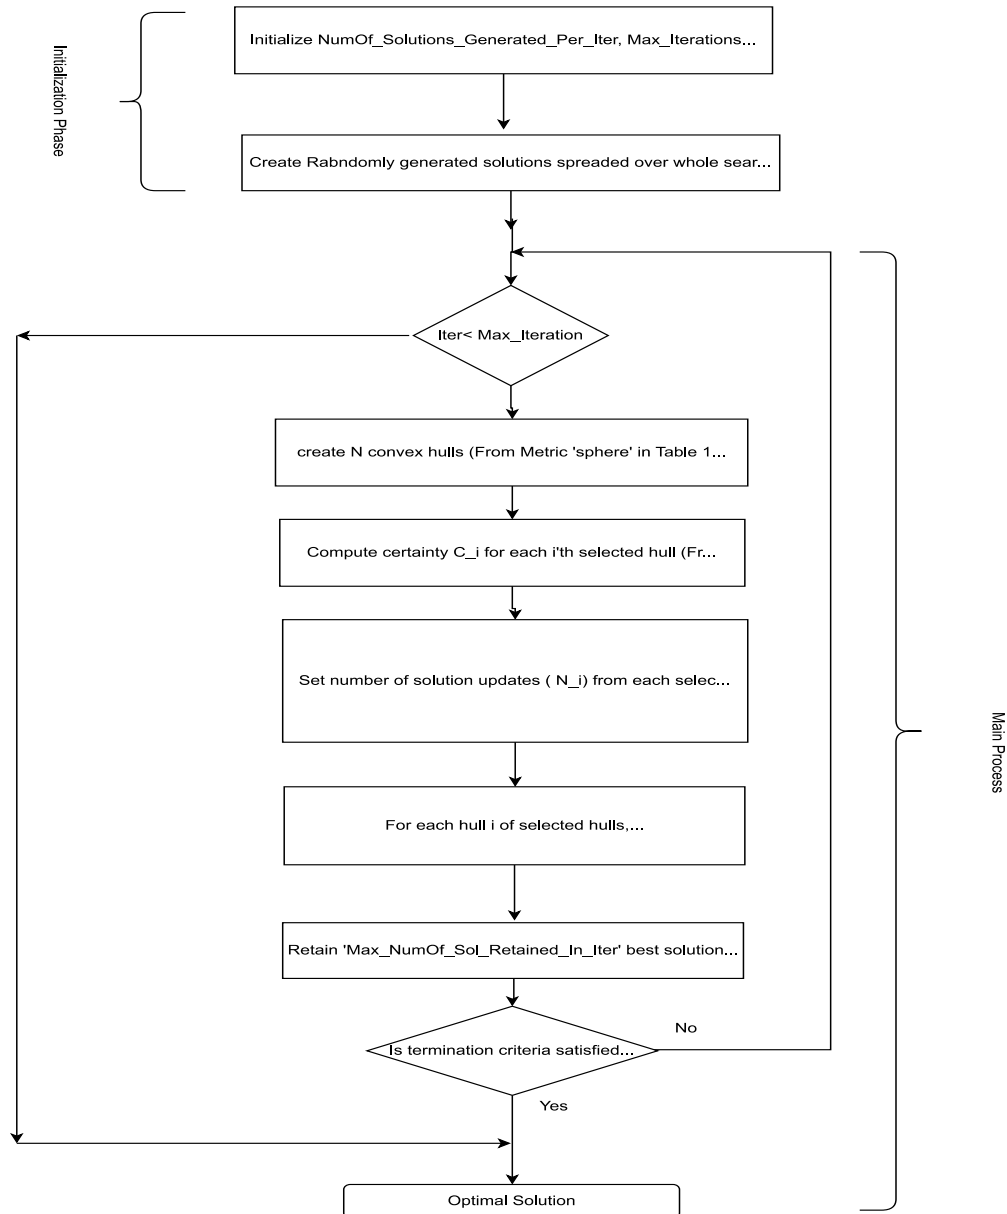 Initialization Phase
Initialize NumOf_Solutions_Generated_Per_Iter, Max_Iterations...
Create Rabndomly generated solutions spreaded over whole sear...
Iter< Max_Iteration
create N convex hulls (From Metric 'sphere' in Table 1...
Compute certainty C_i for each i'th selected hull (Fr...
Set number of solution updates ( N_i) from each selec...
Main Process
For each hull i of selected hulls,...
Retain 'Max_NumOf_Sol_Retained_In_Iter' best solution...
Is termination criteria satisfied...
No
Yes
Optimal Solution